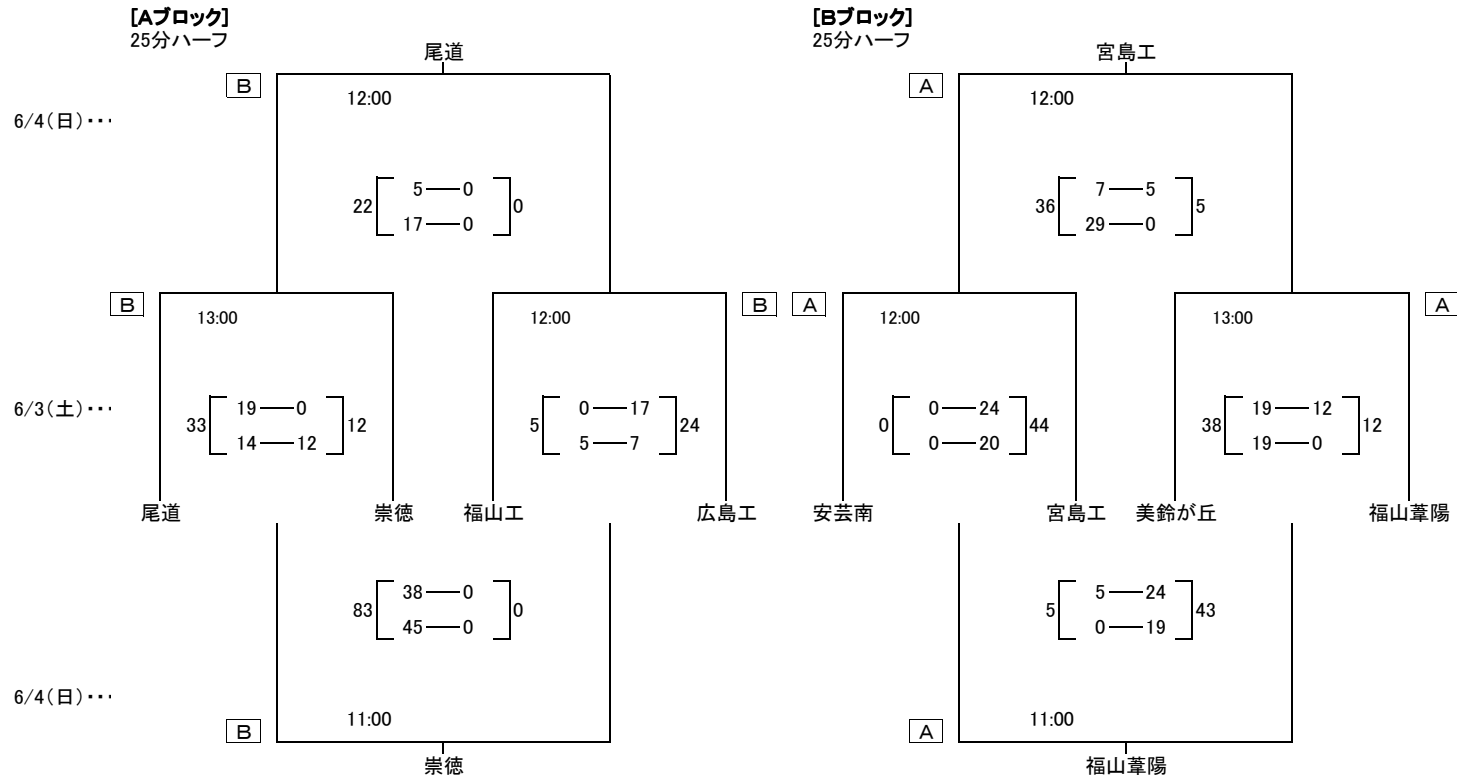 [Aブロック]
25分ハーフ
尾道
B
12:00
6/4(日)・・・
22
5 0
17 0
0
B
13:00
12:00
B
6/3(土)・・・
33
19 0
14 12
12
5
0 17
5 7
24
尾道
崇徳
福山工
広島工
83
38 0
45 0
0
6/4(日)・・・
B
11:00
崇徳
[Bブロック]
25分ハーフ
宮島工
A
12:00
36
7 5
29 0
5
A
12:00
13:00
A
0
0 24
0 20
44
38
19 12
19 0
12
安芸南
宮島工
美鈴が丘
福山葦陽
5
5 24
0 19
43
A
11:00
福山葦陽